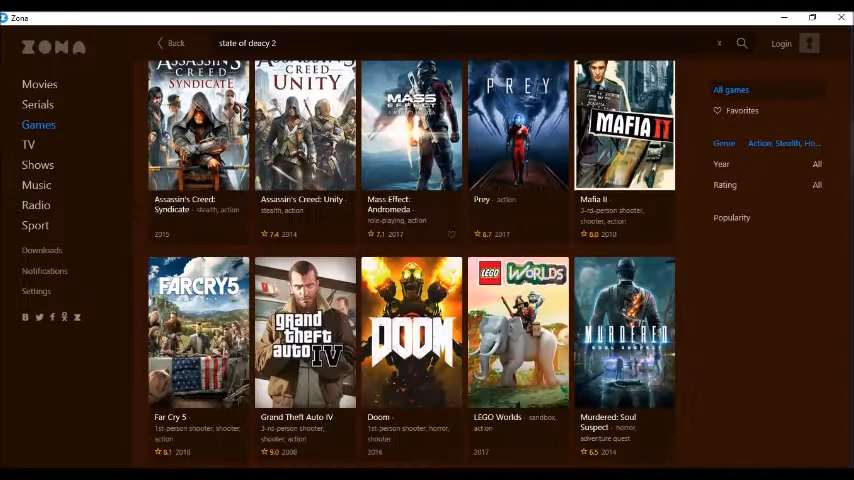 Zona
ZONA
Back
state of deacy 2
x
Login
Movies
Serials
Games
TV
Shows
Music
Radio
Sport
Downloads
Notifications
Settings
ASSASSIN'S
CREED
SYNDICATE
Assassin's Creed:
Syndicate · stealth, action
2015
CREED
UNITY
Assassin's Creed: Unity ·
stealth, action
7.4 2014
MASS
EFFECT
ANDROMEDA
Mass Effect:
Andromeda ·
role-playing, action
7.1 2017
PREY
Prey · action
8.7 2017
MAFIA II
Mafia II ·
3-rd-person shooter,
shooter, action
8.0 2010
All games
Favorites
Genre Action, Stealth, Ho...
Year All
Rating All
Popularity
FARCRY5
Far Cry 5 ·
1st-person shooter, shooter,
action
8.1 2018
grand
theft
auto IV
Grand Theft Auto IV
3-rd-person shooter,
shooter, action
9.0 2008
DOOM
Doom ·
1st-person shooter, horror,
shooter
2016
LEGO WORLDS
LEGO Worlds · sandbox,
action
2017
MURDERED
SOUL SUSPECT
Murdered: Soul
Suspect · horror,
adventure quest
6.5 2014